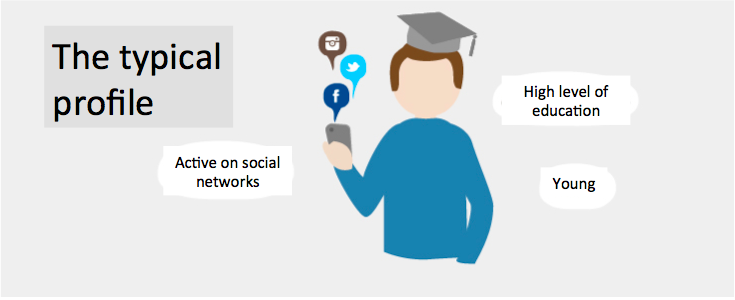 The typical
profile
High level of
education
Active on social
networks
Young